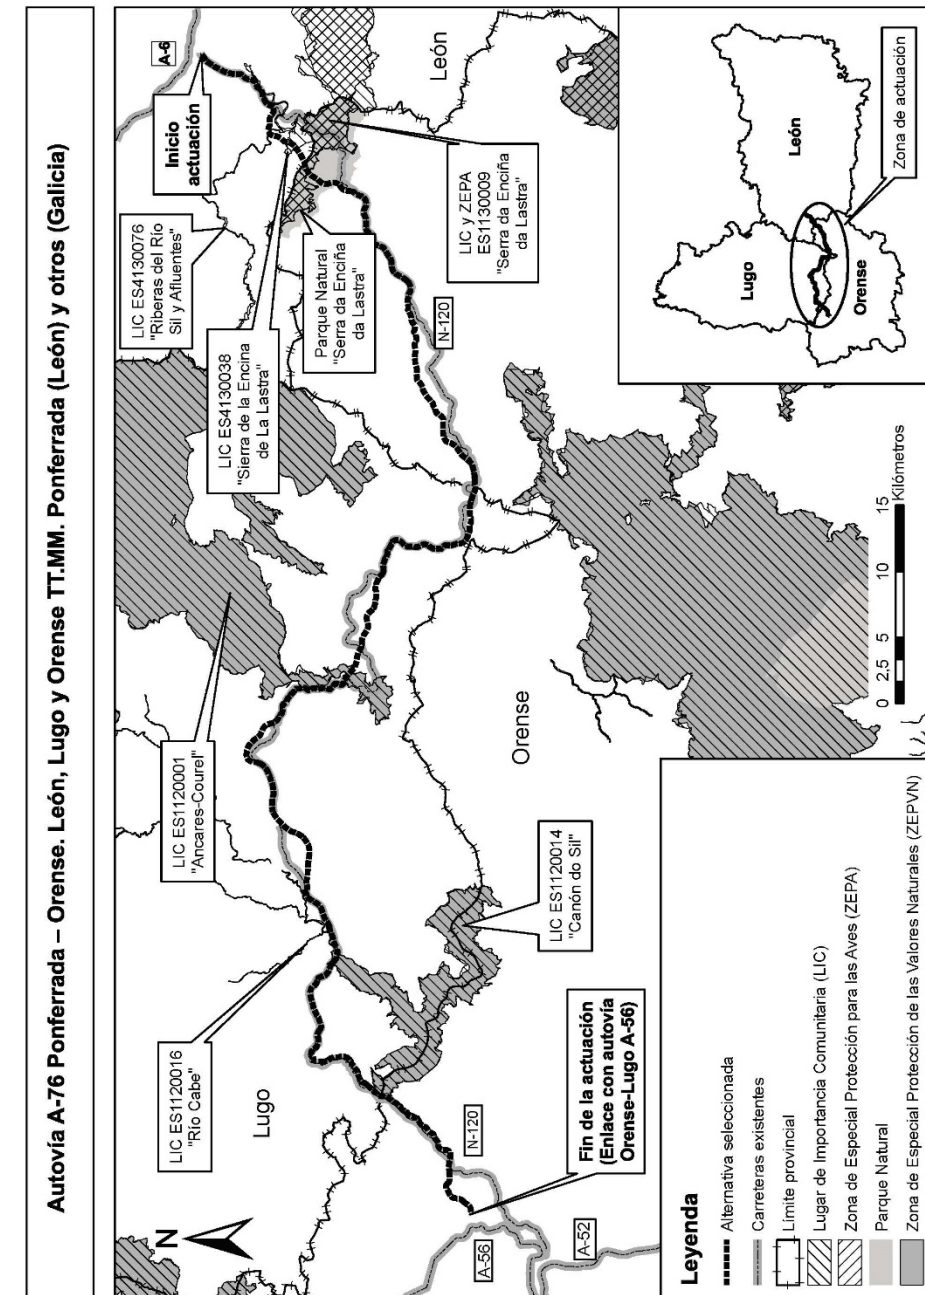 Autovía A-76 Ponferrada – Orense. León, Lugo y Orense TT.MM. Ponferrada (León) y otros (Galicia)
N
Lugo
LIC ES1120016
"Río Cabe"
LIC ES1120001
"Ancares-Courel"
LIC ES4130038
"Sierra de la Encina
de La Lastra"
LIC ES4130076
"Riberas del Río
Sil y Afluentes"
Inicio
actuación
A-6
Parque Natural
"Serra da Enciña
da Lastra"
León
LIC y ZEPA
ES1130009
"Serra da Enciña
da Lastra"
N-120
N-120
A-56
A-52
Fin de la actuación
(Enlace con autovía
Orense-Lugo A-56)
LIC ES1120014
"Canón do Sil"
Orense
Leyenda
Alternativa seleccionada
Carreteras existentes
Límite provincial
Lugar de Importancia Comunitaria (LIC)
Zona de Especial Protección para las Aves (ZEPA)
Parque Natural
Zona de Especial Protección de los Valores Naturales (ZEPVN)
0 2,5 5 10 15
Kilómetros
Lugo
León
Orense
Zona de actuación